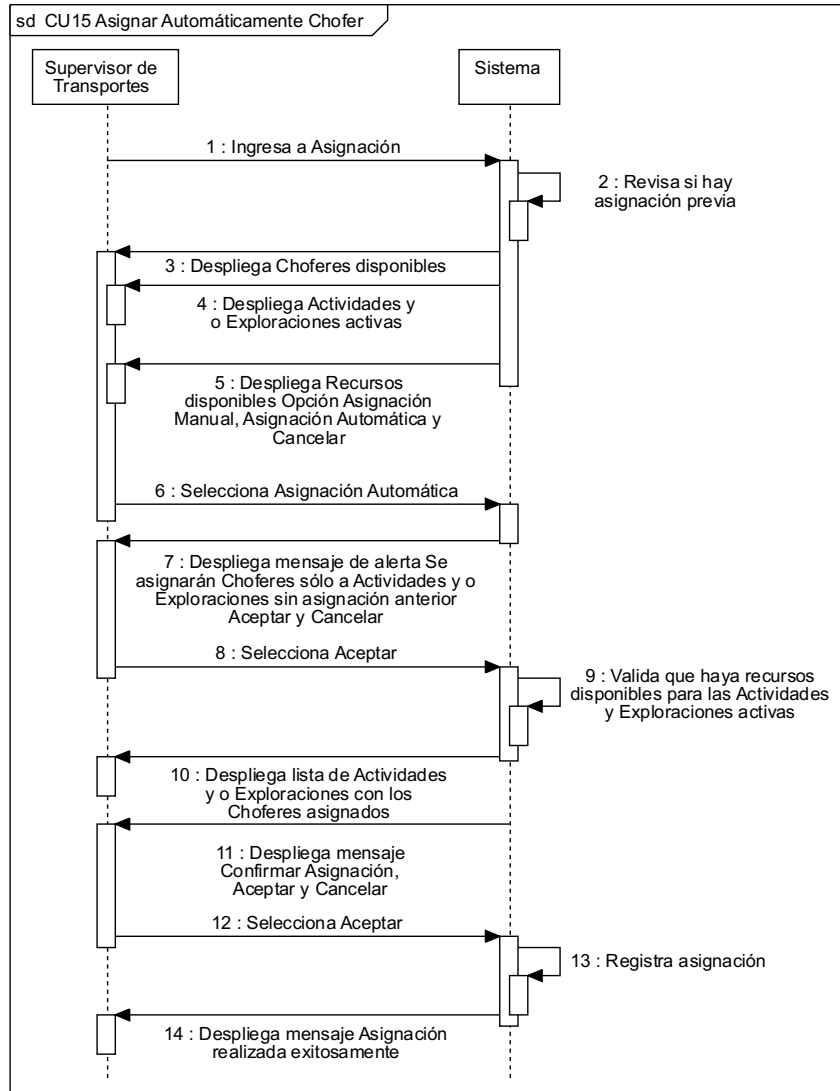 sd CU15 Asignar Automáticamente Chofer
Supervisor de
Transportes
Sistema
1 : Ingresa a Asignación
2 : Revisa si hay
asignación previa
3 : Despliega Choferes disponibles
4 : Despliega Actividades y
o Exploraciones activas
5 : Despliega Recursos
disponibles Opción Asignación
Manual, Asignación Automática y
Cancelar
6 : Selecciona Asignación Automática
7 : Despliega mensaje de alerta Se
asignarán Choferes sólo a Actividades y o
Exploraciones sin asignación anterior
Aceptar y Cancelar
8 : Selecciona Aceptar
9 : Valida que haya recursos
disponibles para las Actividades
y Exploraciones activas
10 : Despliega lista de Actividades
y o Exploraciones con los
Choferes asignados
11 : Despliega mensaje
Confirmar Asignación,
Aceptar y Cancelar
12 : Selecciona Aceptar
13 : Registra asignación
14 : Despliega mensaje Asignación
realizada exitosamente